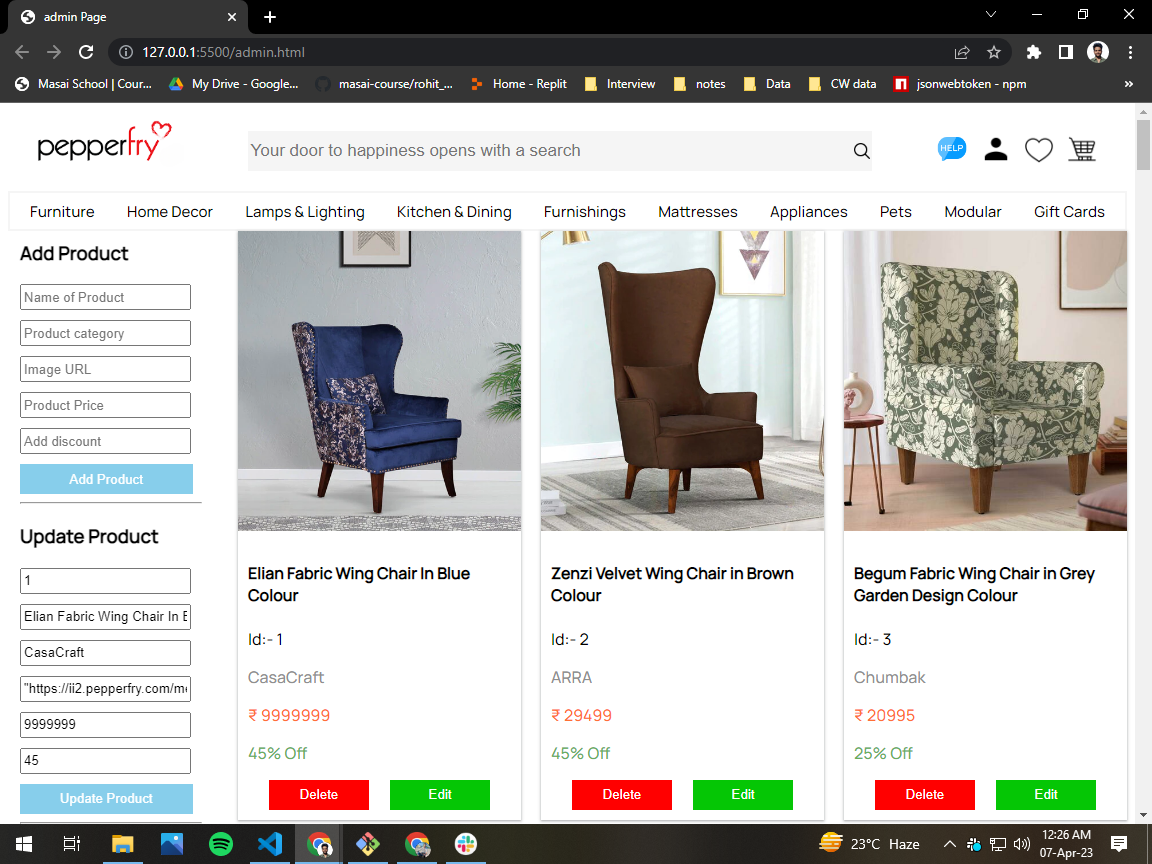 admin Page
127.0.0.1:5500/admin.html
Masai School | Cour...
My Drive - Google...
masai-course/rohit_...
Home - Replit
Interview
notes
Data
CW data
jsonwebtoken - npm
»
pepperfry
Your door to happiness opens with a search
HELP
Furniture Home Decor Lamps & Lighting Kitchen & Dining Furnishings Mattresses Appliances Pets Modular Gift Cards
Add Product
Name of Product
Product category
Image URL
Product Price
Add discount
Add Product
Update Product
1
Elian Fabric Wing Chair In B
CasaCraft
"https://ii2.pepperfry.com/me
9999999
45
Update Product
Elian Fabric Wing Chair In Blue
Colour
Id:- 1
CasaCraft
₹ 9999999
45% Off
Delete Edit
Zenzi Velvet Wing Chair in Brown
Colour
Id:- 2
ARRA
₹ 29499
45% Off
Delete Edit
Begum Fabric Wing Chair in Grey
Garden Design Colour
Id:- 3
Chumbak
₹ 20995
25% Off
Delete Edit
23°C Haze
12:26 AM
07-Apr-23